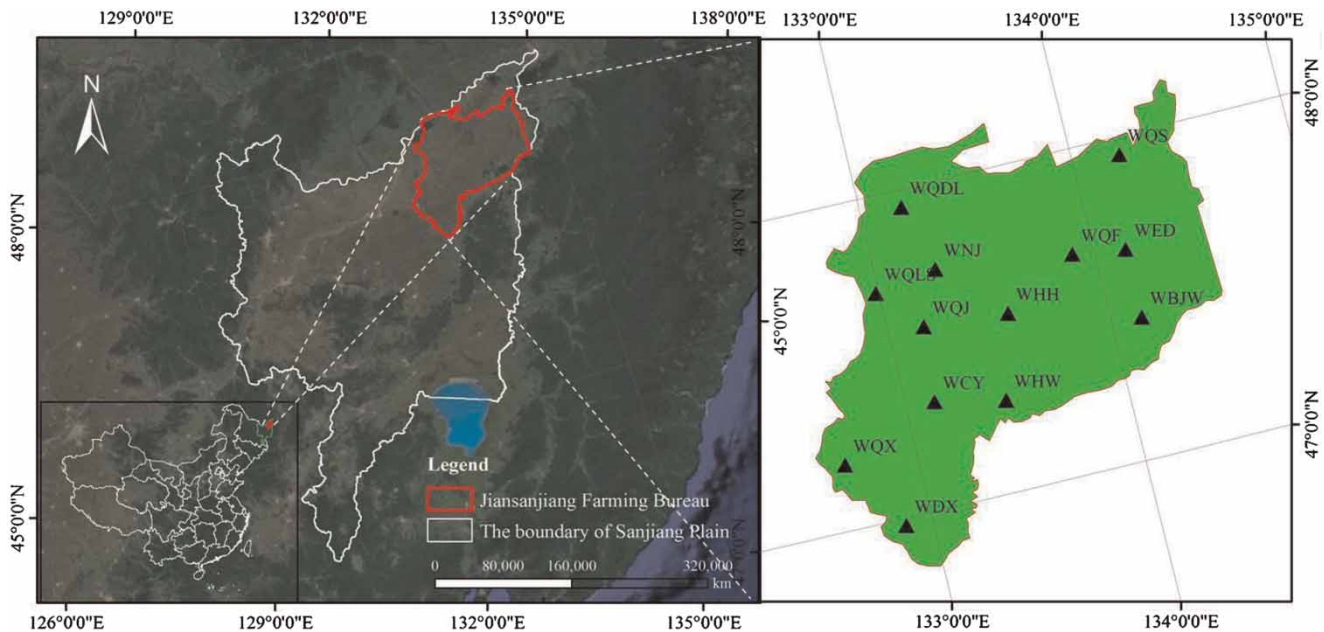 129°0'0"E 132°0'0"E 135°0'0"E 138°0'0"E
133°0'0"E 134°0'0"E 135°0'0"E
N
48°0'0"N
45°0'0"N
48°0'0"N
45°0'0"N
48°0'0"N
47°0'0"N
WQS
WQDL
WQF
WED
WNJ
WQLS
WQJ
WHH
WBJW
WCY
WHW
WQX
WDX
Legend
Jiansanjiang Farming Bureau
The boundary of Sanjiang Plain
0 80,000 160,000 320,000
km
126°0'0"E 129°0'0"E 132°0'0"E 135°0'0"E
133°0'0"E 134°0'0"E